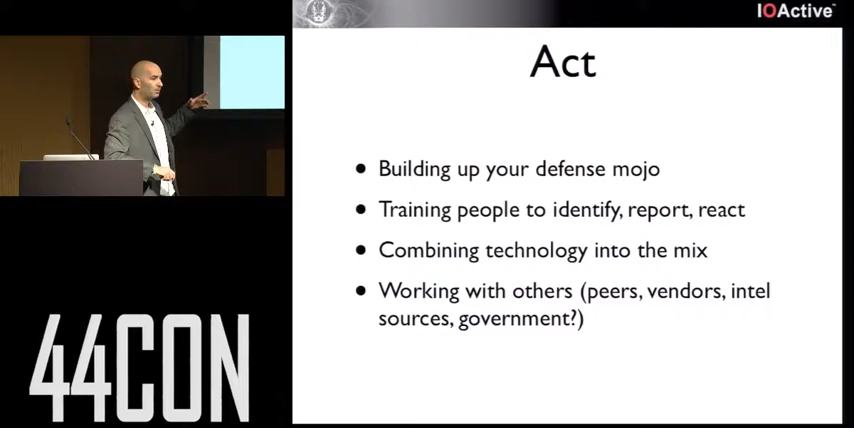 IOActive™
Act
• Building up your defense mojo
• Training people to identify, report, react
• Combining technology into the mix
• Working with others (peers, vendors, intel
sources, government?)
44CON